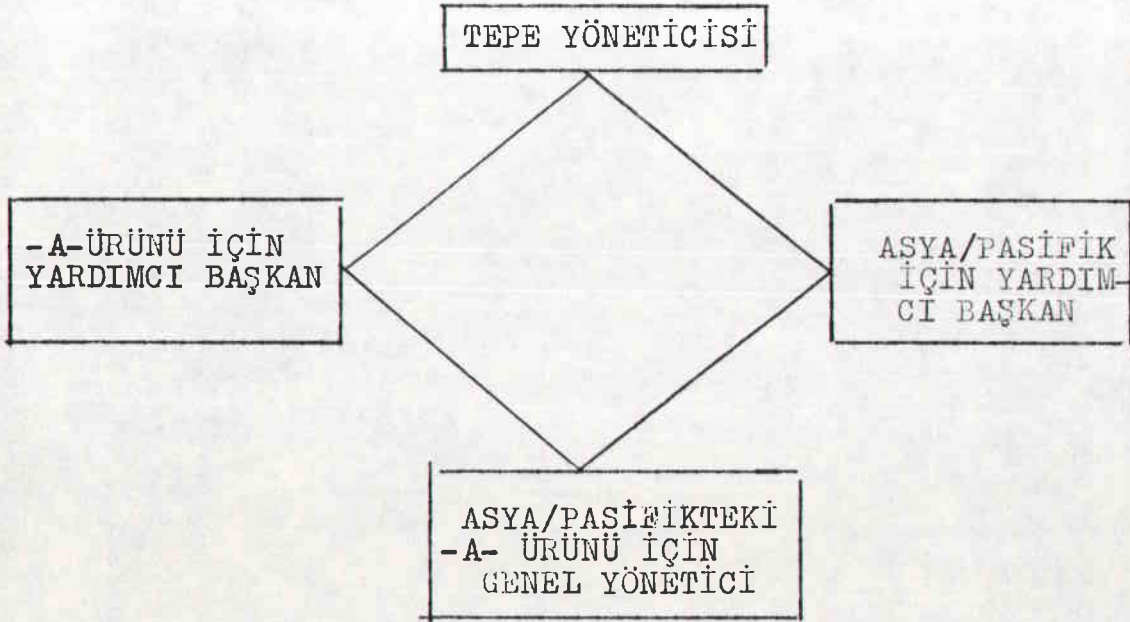 TEPE YÖNETİCİSİ
-A-ÜRÜNÜ İÇİN
YARDIMCI BAŞKAN
ASYA/PASİFİK
İÇİN YARDIM-
CI BAŞKAN
ASYA/PASİFİKTEKİ
-A- ÜRÜNÜ İÇİN
GENEL YÖNETİCİ